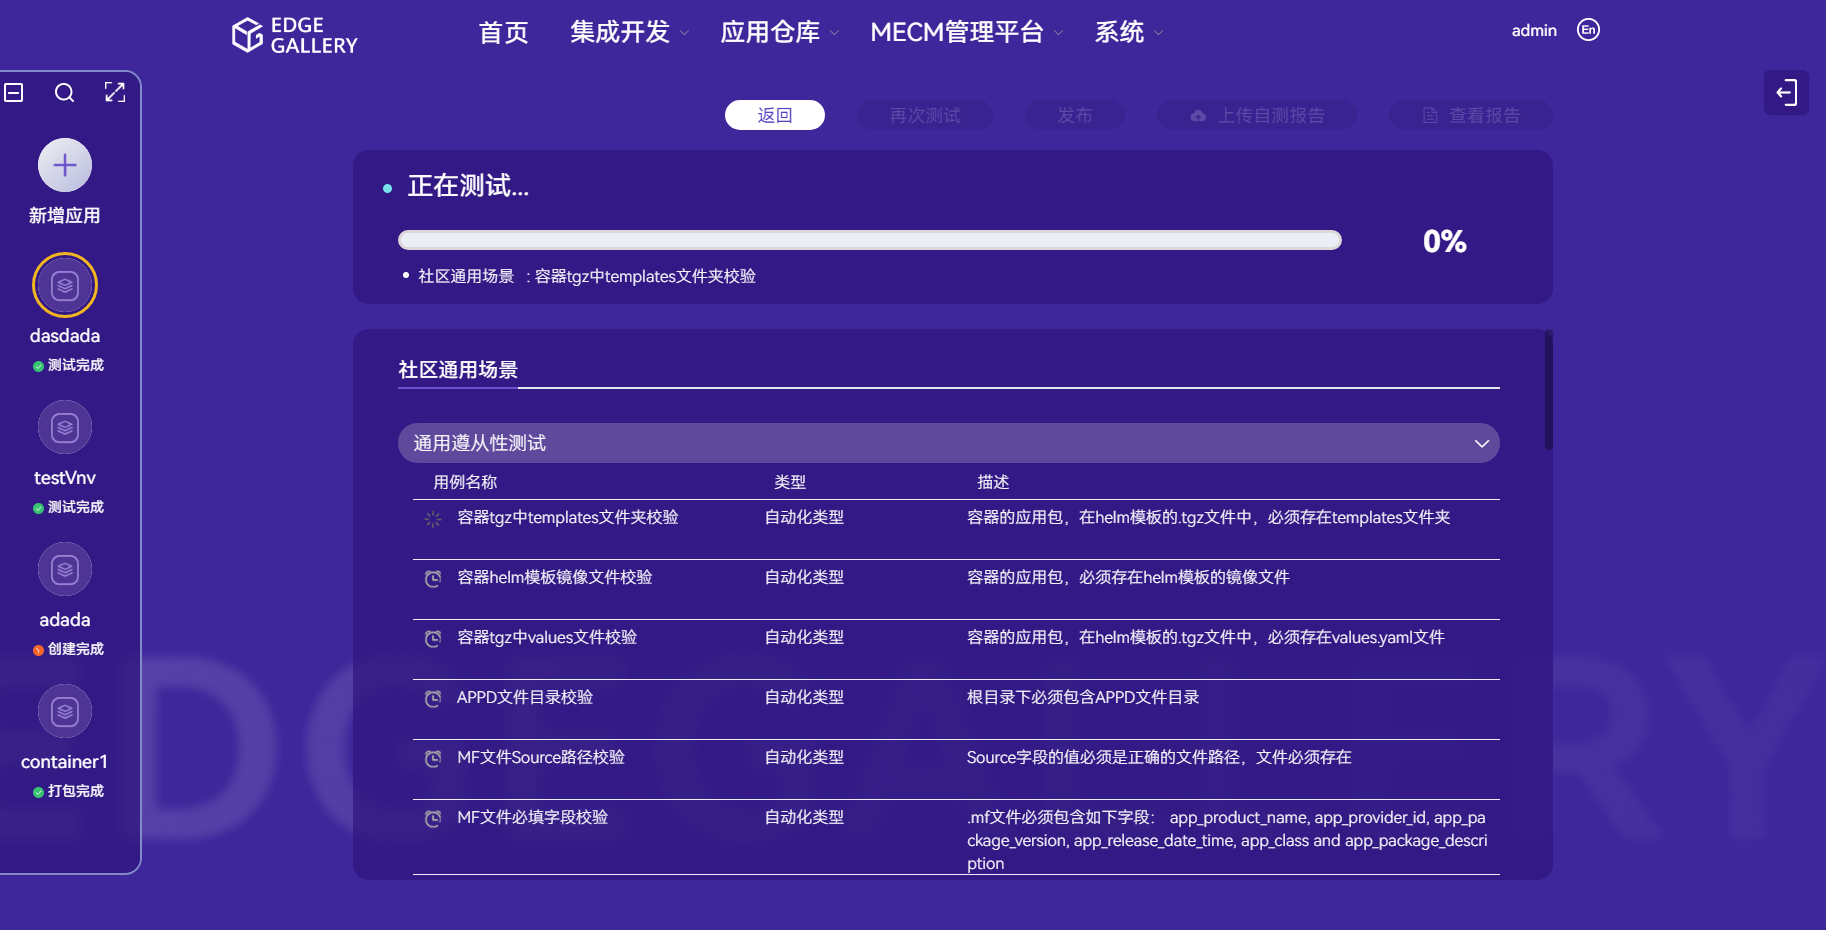 EDGE
GALLERY
首页
集成开发
应用仓库
MECM管理平台
系统
admin
En
新增应用
dasdada
测试完成
testVnv
测试完成
adada
创建完成
container1
打包完成
返回
再次测试
发布
上传自测报告
查看报告
正在测试...
0%
社区通用场景 : 容器tgz中templates文件夹校验
社区通用场景
通用遵从性测试
用例名称 类型 描述
容器tgz中templates文件夹校验 自动化类型 容器的应用包，在helm模板的.tgz文件中，必须存在templates文件夹
容器helm模板镜像文件校验 自动化类型 容器的应用包，必须存在helm模板的镜像文件
容器tgz中values文件校验 自动化类型 容器的应用包，在helm模板的.tgz文件中，必须存在values.yaml文件
APPD文件目录校验 自动化类型 根目录下必须包含APPD文件目录
MF文件Source路径校验 自动化类型 Source字段的值必须是正确的文件路径，文件必须存在
MF文件必填字段校验 自动化类型 .mf文件必须包含如下字段： app_product_name, app_provider_id, app_pa
ckage_version, app_release_date_time, app_class and app_package_descri
ption
EDGEGALLERY